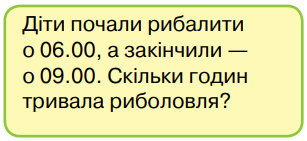 Діти почали рибалити
о 06.00, а закінчили —
о 09.00. Скільки годин
тривала риболовля?